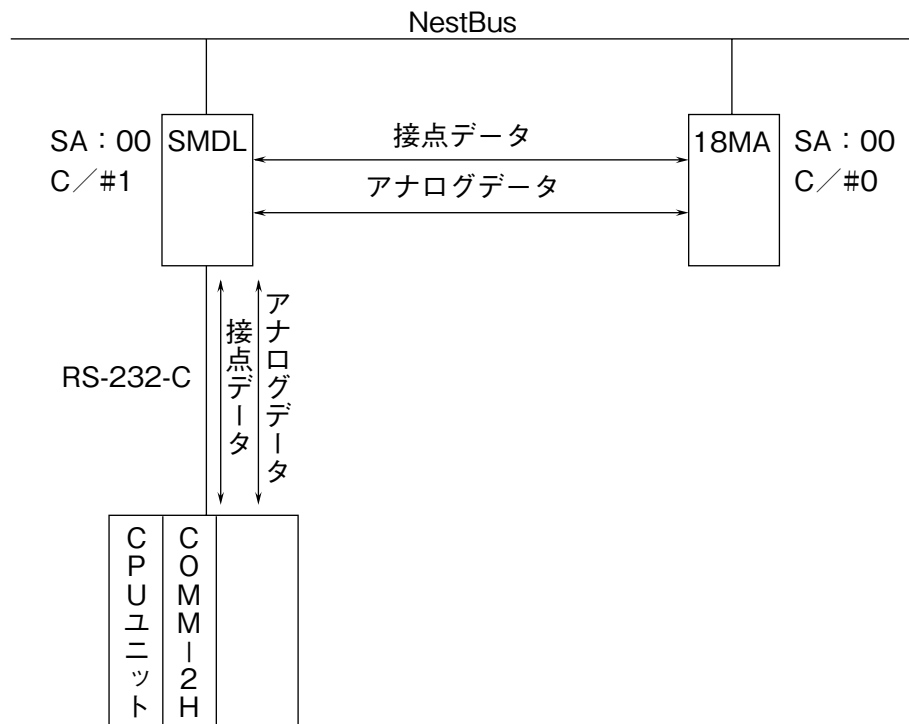 NestBus
SA：00
C／#1
SMDL
接点データ
アナログデータ
18MA
SA：00
C／#0
RS-232-C
接点データ
アナログデータ
CPUユニット
COMM-2H